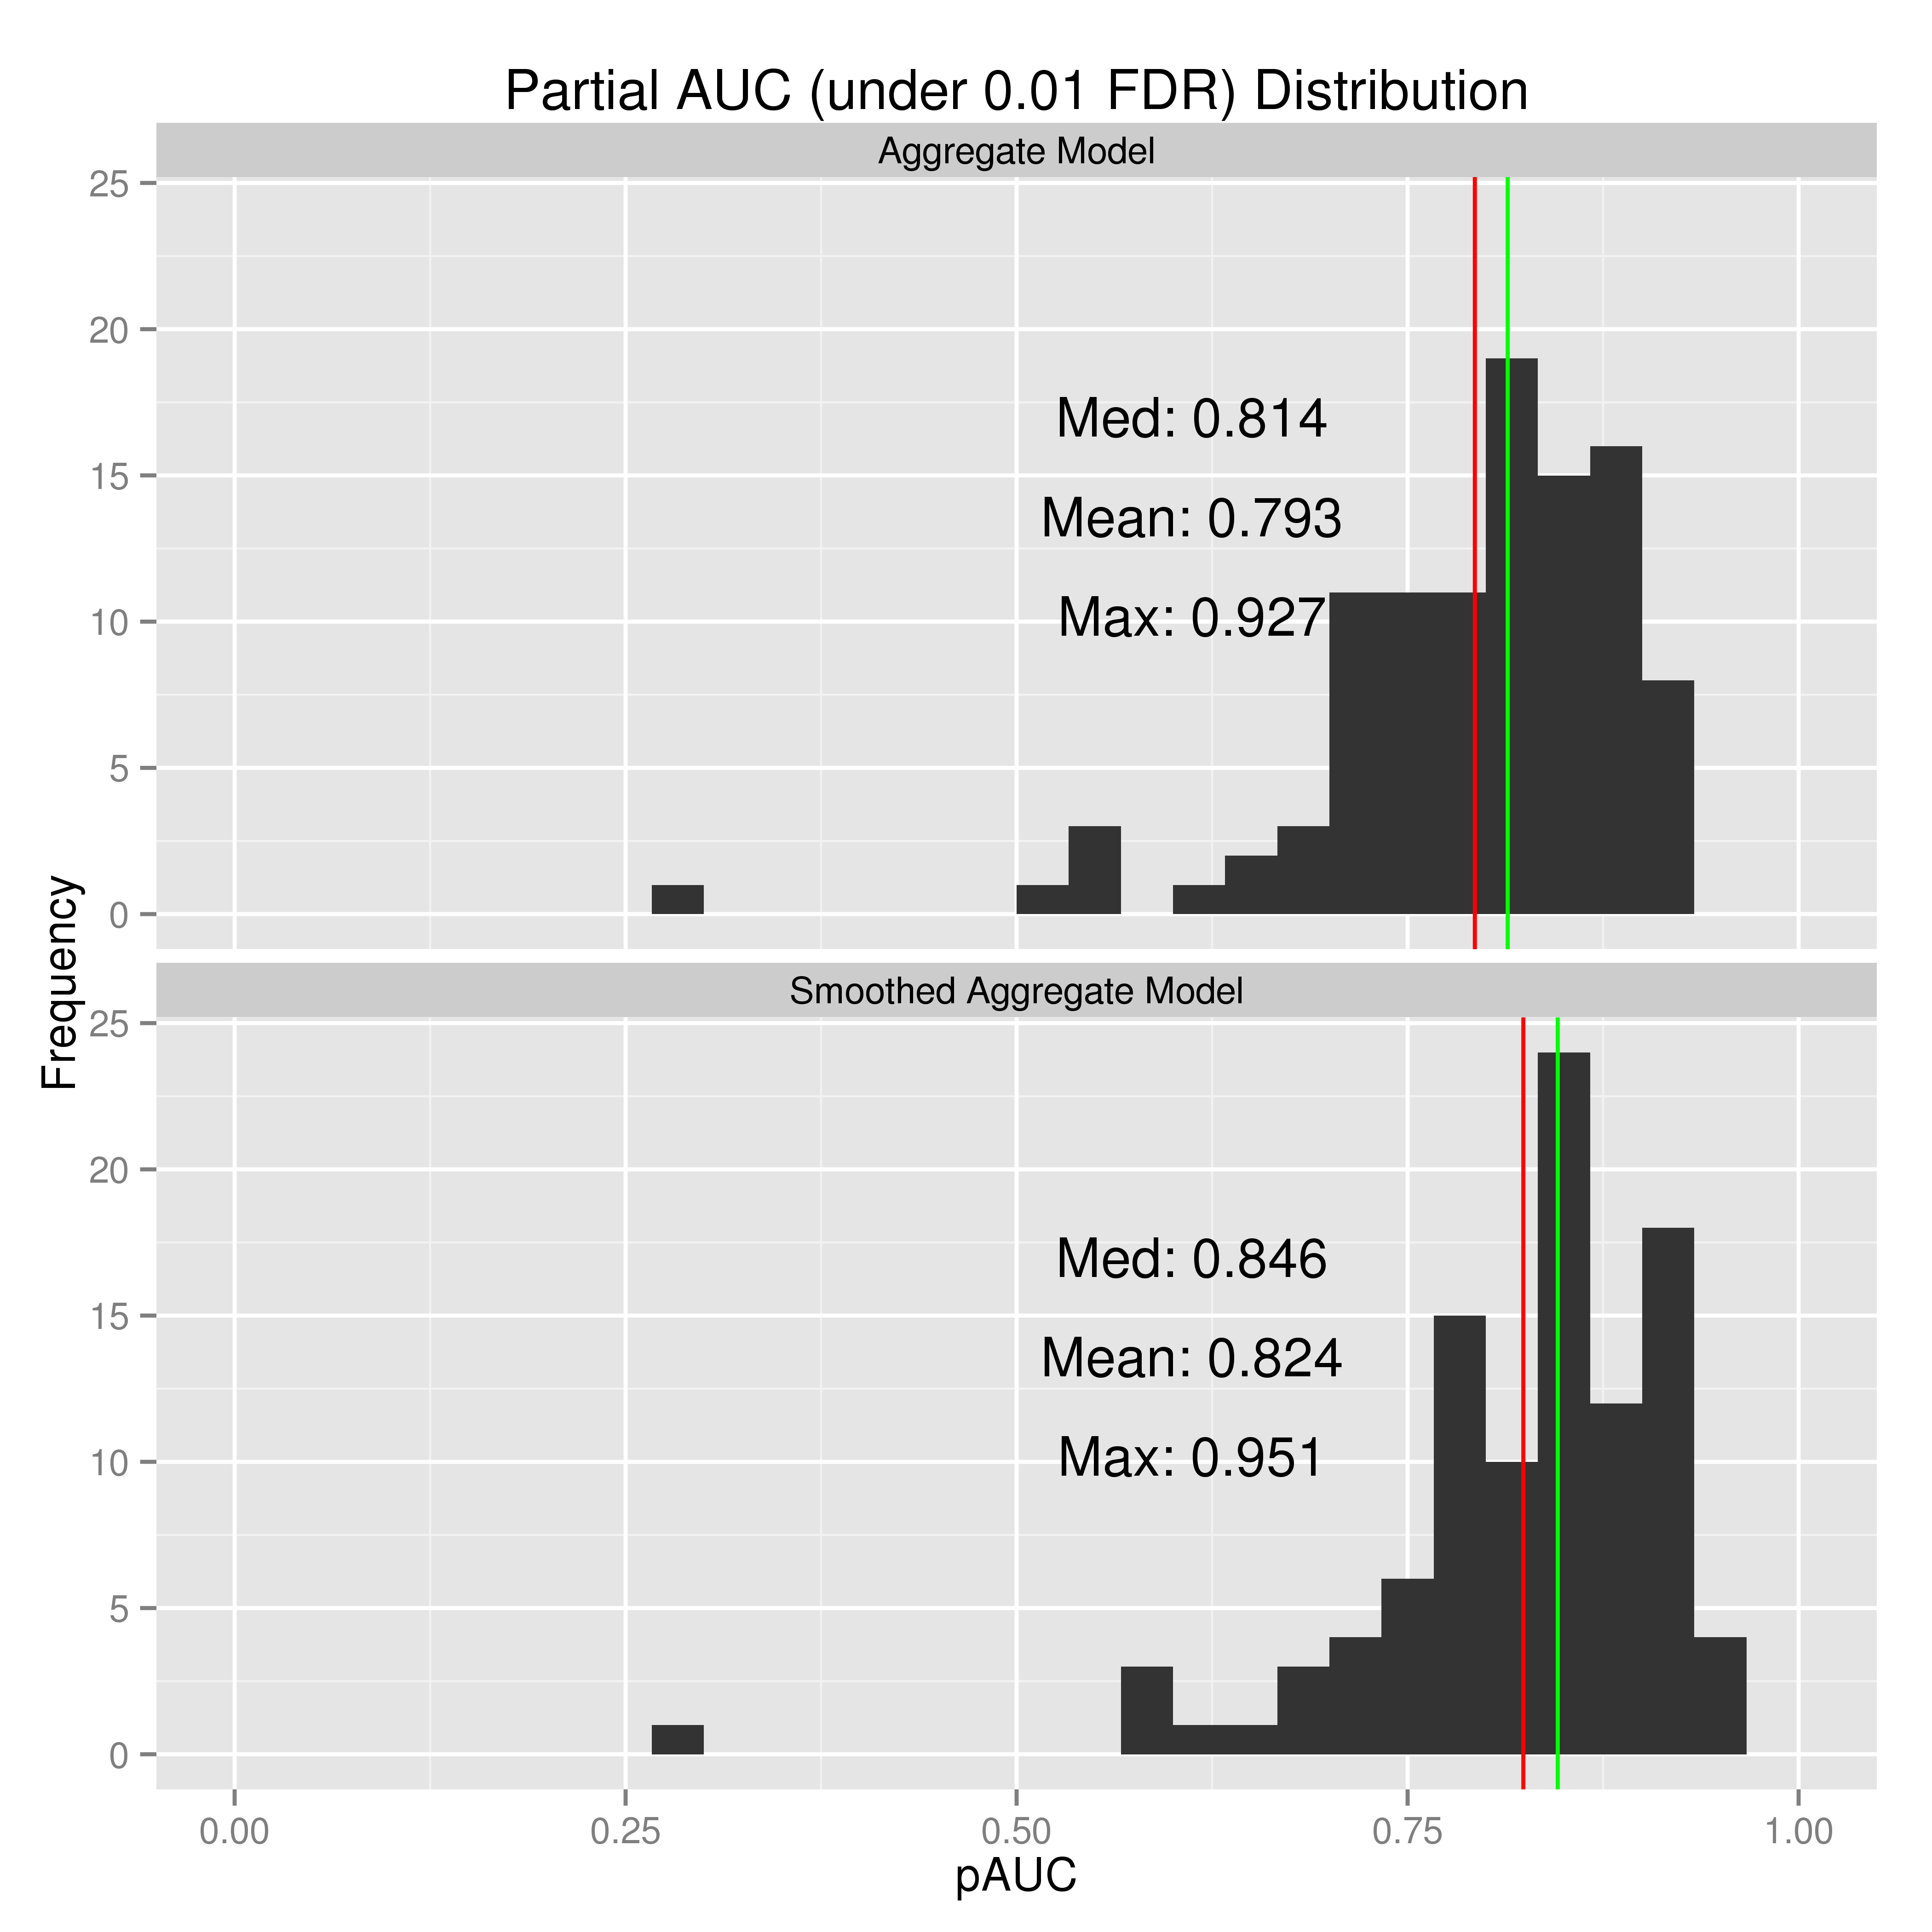 Partial AUC (under 0.01 FDR) Distribution
Aggregate Model
25
20
15
10
5
0
Med: 0.814
Mean: 0.793
Max: 0.927
Frequency
Smoothed Aggregate Model
25
20
15
10
5
0
Med: 0.846
Mean: 0.824
Max: 0.951
0.00 0.25 0.50 0.75 1.00
pAUC